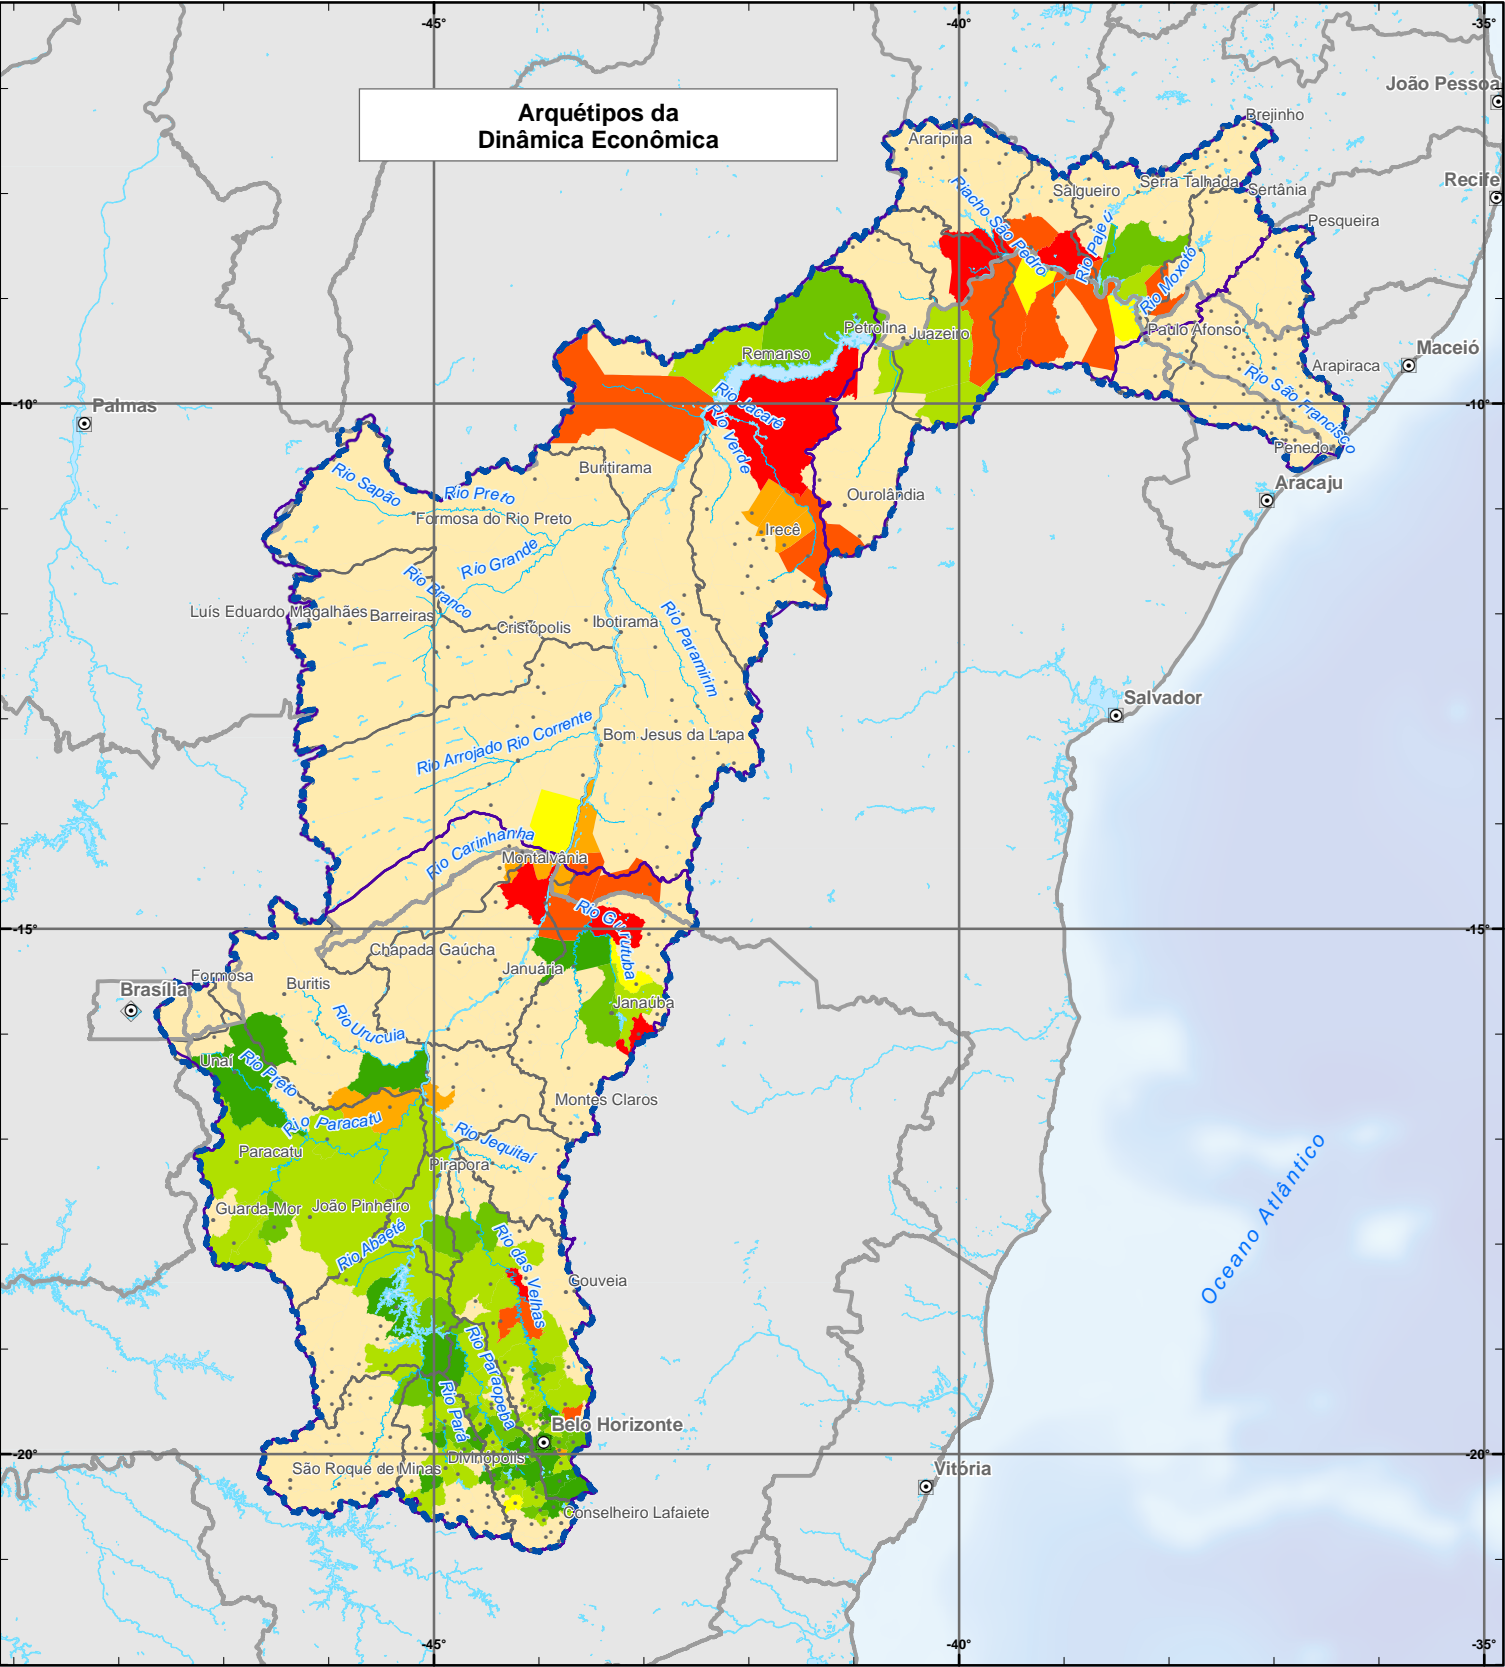 -45°
-40°
-35°
Arquétipos da
Dinâmica Econômica
João Pessoa
Brejinho
Araripina
Recife
Salgueiro
Serra Talhada
Sertânia
Riacho São Pedro
Rio Pajeú
Pesqueira
Rio Moxotó
Petrolina
Juazeiro
Paulo Afonso
Remanso
Maceió
Arapiraca
Rio São Francisco
Palmas
-10°
-10°
Rio Jacaré
Rio Verde
Penedo
Buritirama
Aracaju
Rio Sapão
Rio Preto
Ourolândia
Formosa do Rio Preto
Irecê
Rio Grande
Rio Branco
Luís Eduardo Magalhães
Barreiras
Cristópolis
Ibotirama
Rio Paramirim
Salvador
Rio Arrojado
Rio Corrente
Bom Jesus da Lapa
Rio Carinhanha
Montalvânia
Rio Gurutuba
-15°
-15°
Chapada Gaúcha
Januária
Formosa
Buritis
Brasília
Janaúba
Rio Urucuia
Unaí
Rio Preto
Montes Claros
Rio Paracatu
Rio Jequitaí
Paracatu
Pirapora
Guarda-Mor
João Pinheiro
Rio Abaeté
Rio das Velhas
Oceano Atlântico
Gouveia
Rio Paraopeba
Rio Pará
Belo Horizonte
-20°
-20°
Divinópolis
São Roque de Minas
Vitória
Conselheiro Lafaiete
-45°
-40°
-35°